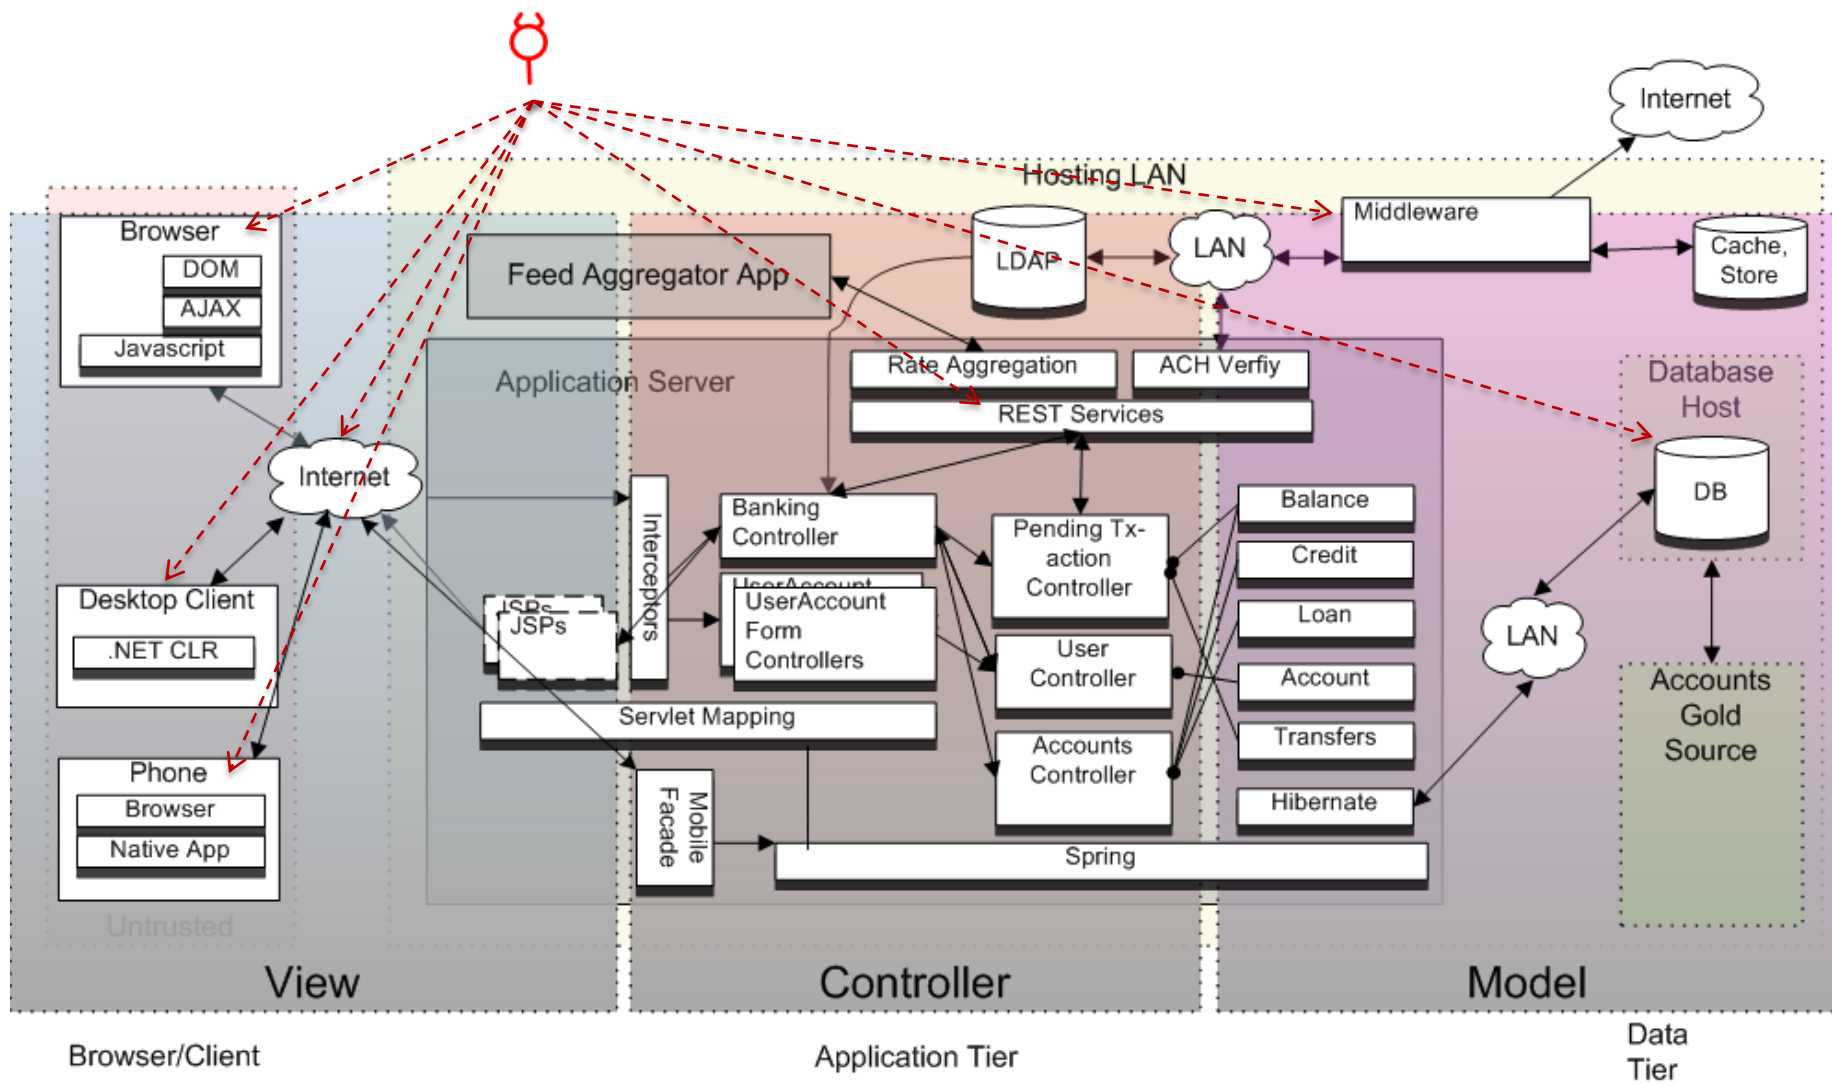 Internet
Hosting LAN
Browser
DOM
AJAX
Javascript
Feed Aggregator App
LDAP
LAN
Middleware
Cache,
Store
Application Server
Rate Aggregation
ACH Verfiy
REST Services
Database
Host
DB
Internet
Interceptors
Banking
Controller
UserAccount
UserAccount
Form
Controllers
JSPs
JSPs
Pending Tx-
action
Controller
User
Controller
Accounts
Controller
Balance
Credit
Loan
Account
Transfers
Hibernate
LAN
Accounts
Gold
Source
Desktop Client
.NET CLR
Servlet Mapping
Phone
Browser
Native App
Mobile
Facade
Spring
Untrusted
View
Controller
Model
Browser/Client
Application Tier
Data
Tier